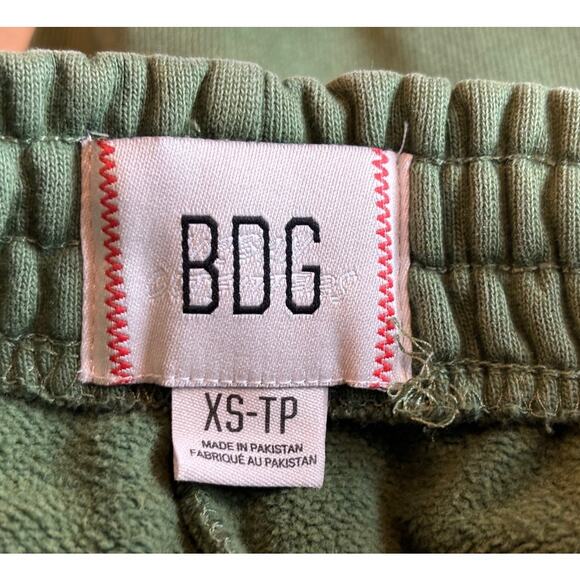 BDG
XS-TP
MADE IN PAKISTAN
FABRIQUÉ AU PAKISTAN